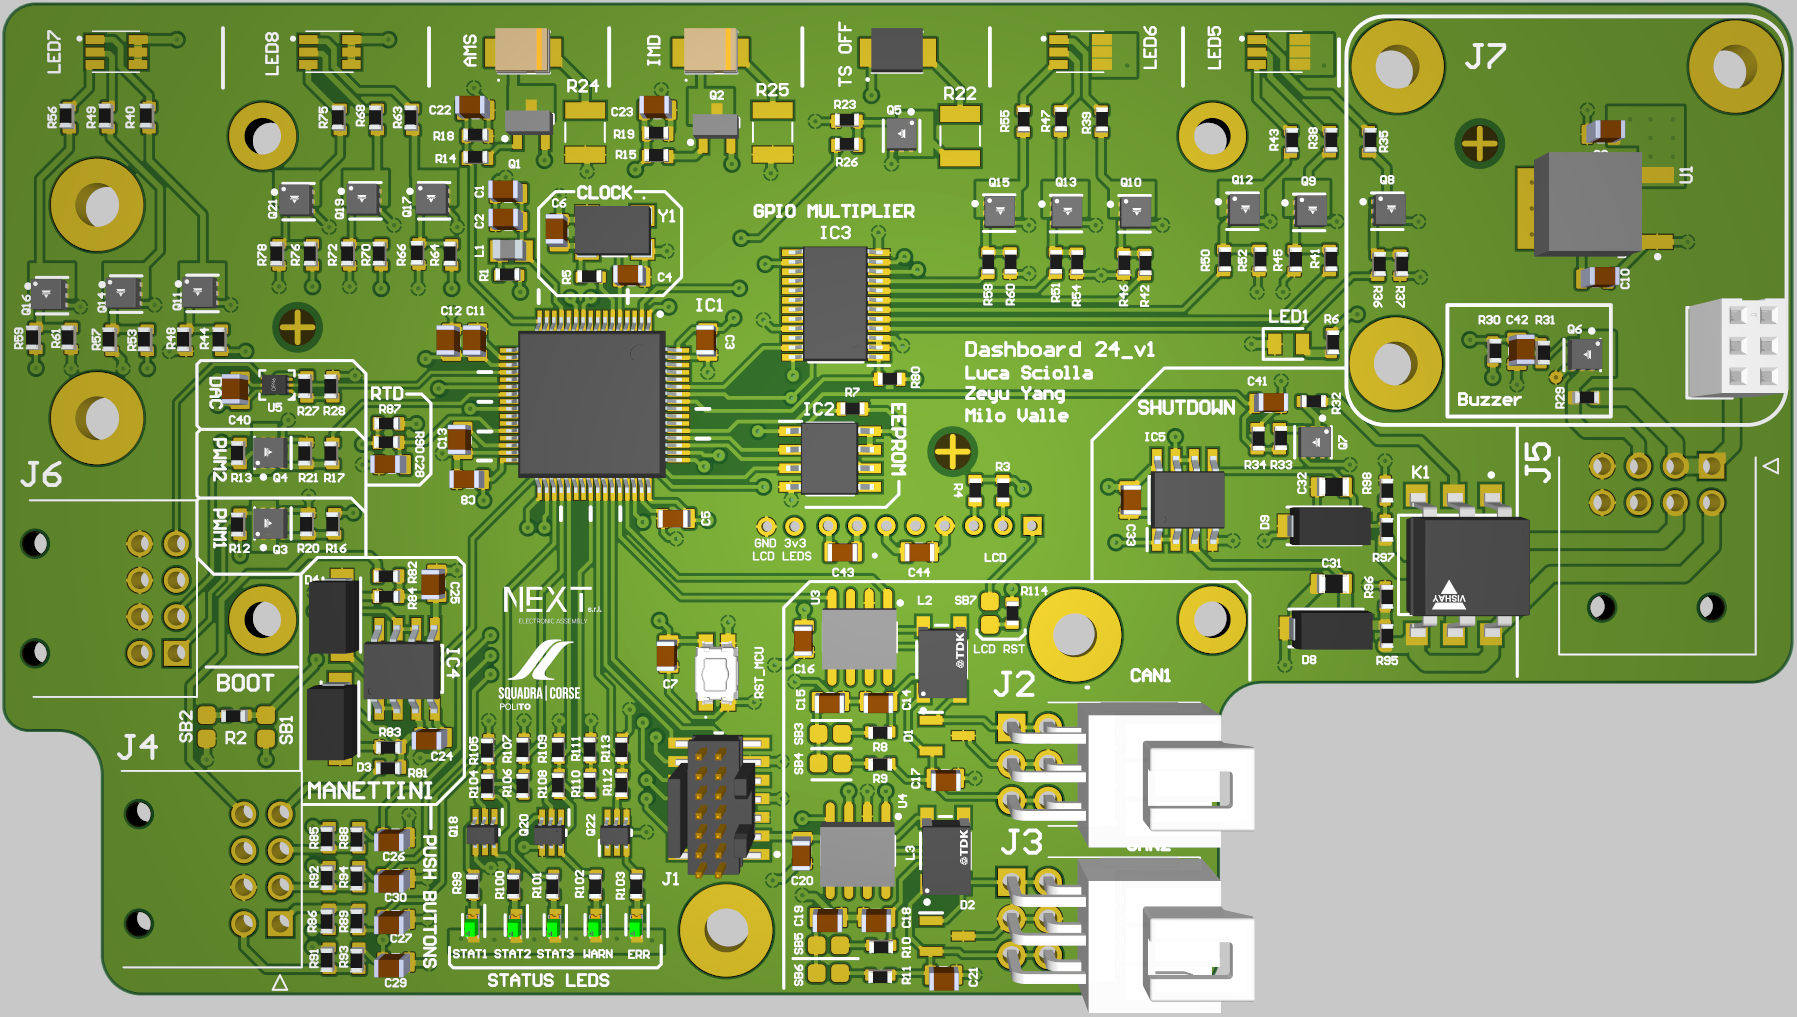 LED7
LED8
AMS
IMD
TS OFF
LED6
LED5
J7
R56
R49
R40
R75
R68
R63
C22
R18
R14
Q1
R24
C23
R19
R15
Q2
R25
R23
R26
Q5
R22
R55
R47
R39
R43
R38
R35
U1
C10
Q21
Q19
Q17
C1
C2
L1
R1
CLOCK
C6
Y1
R5
C4
GPIO MULTIPLIER
IC3
Q15
Q13
Q10
Q12
Q9
Q8
R78
R76
R72
R70
R66
R64
R58
R60
R51
R54
R46
R42
R50
R52
R45
R41
R36
R37
Q16
Q14
Q11
R59
R61
R57
R53
R48
R44
C12
C11
IC1
C3
LED1
R6
R30
C42
R31
Q6
R29
Buzzer
Dashboard 24_v1
Luca Sciolla
Zeyu Yang
Milo Valle
DAC
C40
U5
R27
R28
RTD
R87
R90
C28
C13
C8
C5
R80
R7
IC2
EEPROM
SHUTDOWN
C41
R32
R34
R33
Q7
IC5
C33
C32
R98
K1
J5
D9
R97
C31
R96
D8
R95
VISHAY
J6
PWM2
R13
Q4
R21
R17
PWM1
R12
Q3
R20
R16
R4
R3
GND
3v3
LCD LEDS
C43
C44
LCD
D4
R82
R84
C25
IC4
R83
C24
D3
R81
MANETTINI
NEXT
s.r.l.
ELECTRONIC ASSEMBLY
SQUADRA|CORSE
POLITO
C7
RST_MCU
U3
C16
L2
©TDK
SB7
R114
LCD RST
CAN1
J2
BOOT
SB2
R2
SB1
J4
C15
C14
SB3
R8
SB4
R9
D1
C17
R105
R107
R109
R111
R113
R104
R106
R108
R110
R112
Q18
Q20
Q22
J1
U4
C20
L3
©TDK
J3
D2
C19
C18
SB5
R10
SB6
R11
C21
R85
R88
C26
R92
R94
C30
R86
R89
C27
R91
R93
C29
PUSH BUTTONS
R99
R100
R101
R102
R103
STAT1
STAT2
STAT3
WARN
ERR
STATUS LEDS